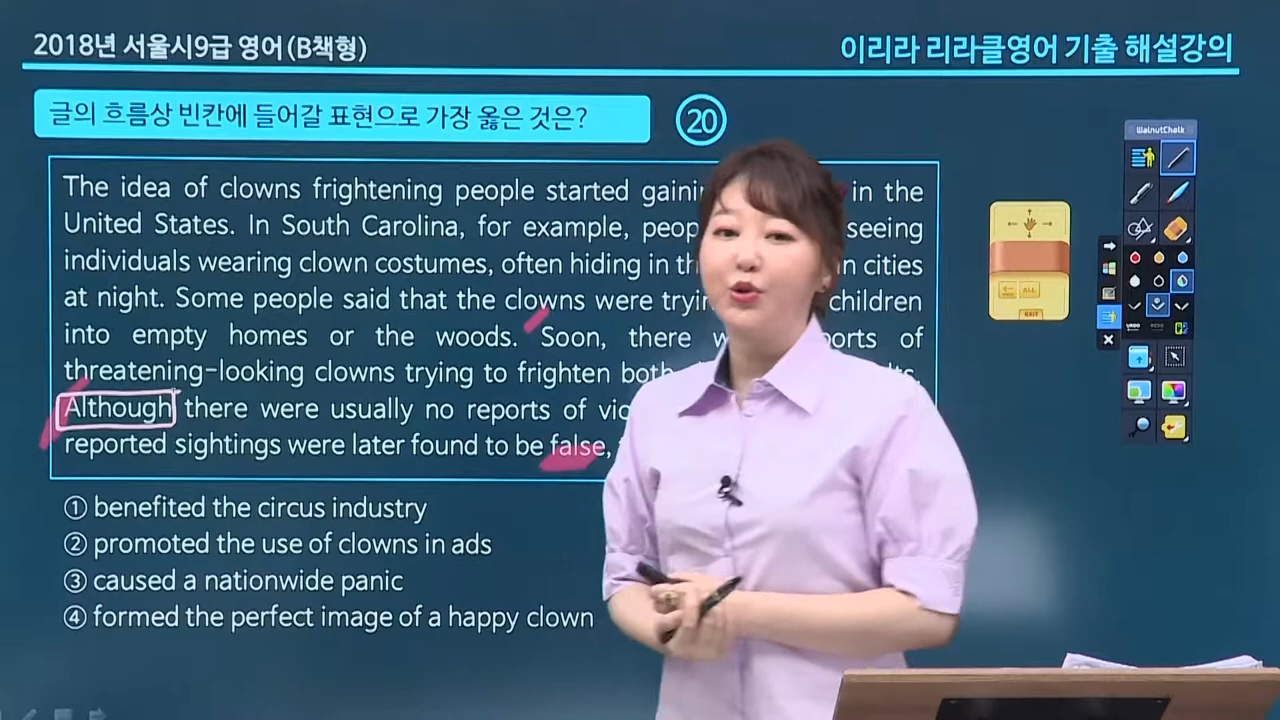 2018년 서울시9급 영어(B책형)
이리라 리라클영어 기출 해설강의
글의 흐름상 빈칸에 들어갈 표현으로 가장 옳은 것은?
20
The idea of clowns frightening people started in the
United States. In South Carolina, for example, seeing
individuals wearing clown costumes, often hiding in cities
at night. Some people said that the clowns were children
into empty homes or the woods. Soon, there of
threatening-looking clowns trying to frighten both
Although there were usually no reports of
reported sightings were later found to be false,
① benefited the circus industry
② promoted the use of clowns in ads
③ caused a nationwide panic
④ formed the perfect image of a happy clown
WalnutChalk
ALL
EXIT
UNDO
REDO